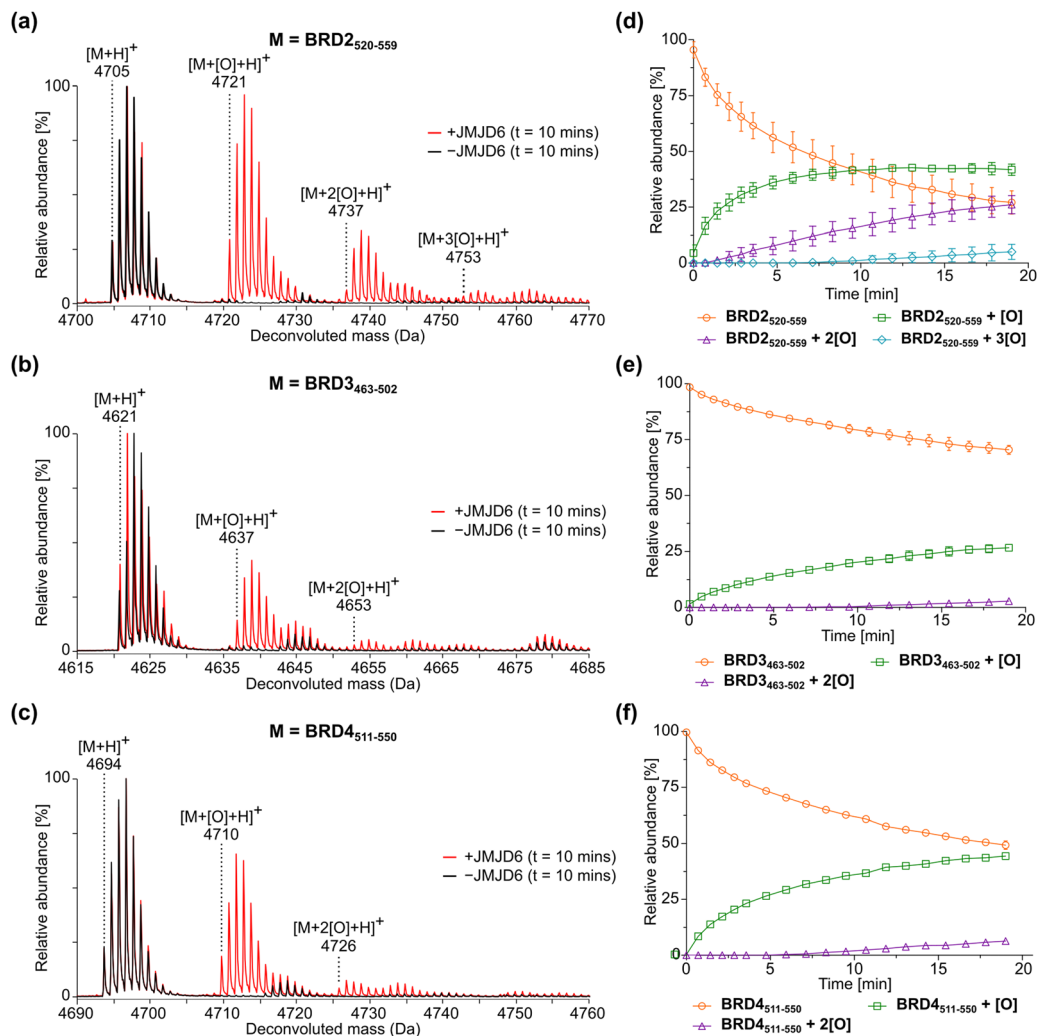 (a)
M = BRD2520-559
[M+H]+
4705
[M+[O]+H]+
4721
[M+2[O]+H]+
4737
[M+3[O]+H]+
4753
+JMJD6 (t = 10 mins)
−JMJD6 (t = 10 mins)
Relative abundance [%]
100
0
4700 4710 4720 4730 4740 4750 4760 4770
Deconvoluted mass (Da)
(b)
M = BRD3463-502
[M+H]+
4621
[M+[O]+H]+
4637
[M+2[O]+H]+
4653
+JMJD6 (t = 10 mins)
−JMJD6 (t = 10 mins)
Relative abundance [%]
100
0
4615 4625 4635 4645 4655 4665 4675 4685
Deconvoluted mass (Da)
(c)
M = BRD4511-550
[M+H]+
4694
[M+[O]+H]+
4710
[M+2[O]+H]+
4726
+JMJD6 (t = 10 mins)
−JMJD6 (t = 10 mins)
Relative abundance [%]
100
0
4690 4700 4710 4720 4730 4740 4750 4760
Deconvoluted mass (Da)
(d)
Relative abundance [%]
100
75
50
25
0
0 5 10 15 20
Time [min]
BRD2520-559 BRD2520-559 + [O]
BRD2520-559 + 2[O] BRD2520-559 + 3[O]
(e)
Relative abundance [%]
100
75
50
25
0
0 5 10 15 20
Time [min]
BRD3463-502 BRD3463-502 + [O]
BRD3463-502 + 2[O]
(f)
Relative abundance [%]
100
75
50
25
0
0 5 10 15 20
Time [min]
BRD4511-550 BRD4511-550 + [O]
BRD4511-550 + 2[O]